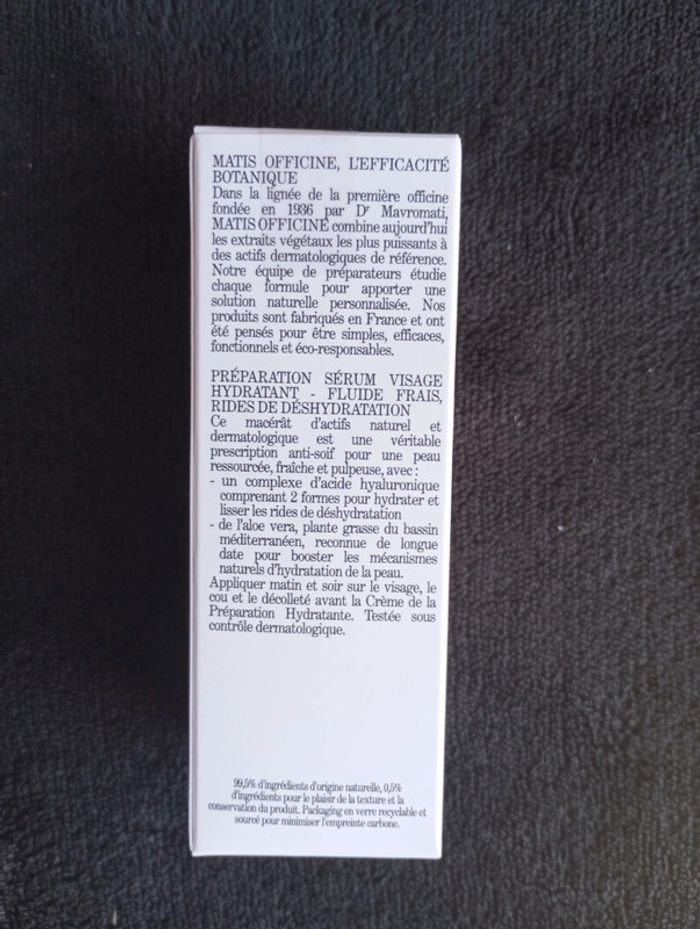 MATIS OFFICINE, L'EFFICACITÉ
BOTANIQUE
Dans la lignée de la première officine
fondée en 1936 par Dr Mavromati,
MATIS OFFICINE combine aujourd'hui
les extraits végétaux les plus puissants à
des actifs dermatologiques de référence.
Notre équipe de préparateurs étudie
chaque formule pour apporter une
solution naturelle personnalisée. Nos
produits sont fabriqués en France et ont
été pensés pour être simples, efficaces,
fonctionnels et éco-responsables.
PRÉPARATION SÉRUM VISAGE
HYDRATANT - FLUIDE FRAIS,
RIDES DE DÉSHYDRATATION
Ce macérât d'actifs naturel et
dermatologique est une véritable
prescription anti-soif pour une peau
ressourcée, fraîche et pulpeuse, avec :
- un complexe d'acide hyaluronique
comprenant 2 formes pour hydrater et
lisser les rides de déshydratation
- de l'aloe vera, plante grasse du bassin
méditerranéen, reconnue de longue
date pour booster les mécanismes
naturels d'hydratation de la peau.
Appliquer matin et soir sur le visage, le
cou et le décolleté avant la Crème de la
Préparation Hydratante. Testée sous
contrôle dermatologique.
99,5% d'ingrédients d'origine naturelle, 0,5%
d'ingrédients pour le plaisir de la texture et la
conservation du produit. Packaging en verre recyclable et
sourcé pour minimiser l'empreinte carbone.